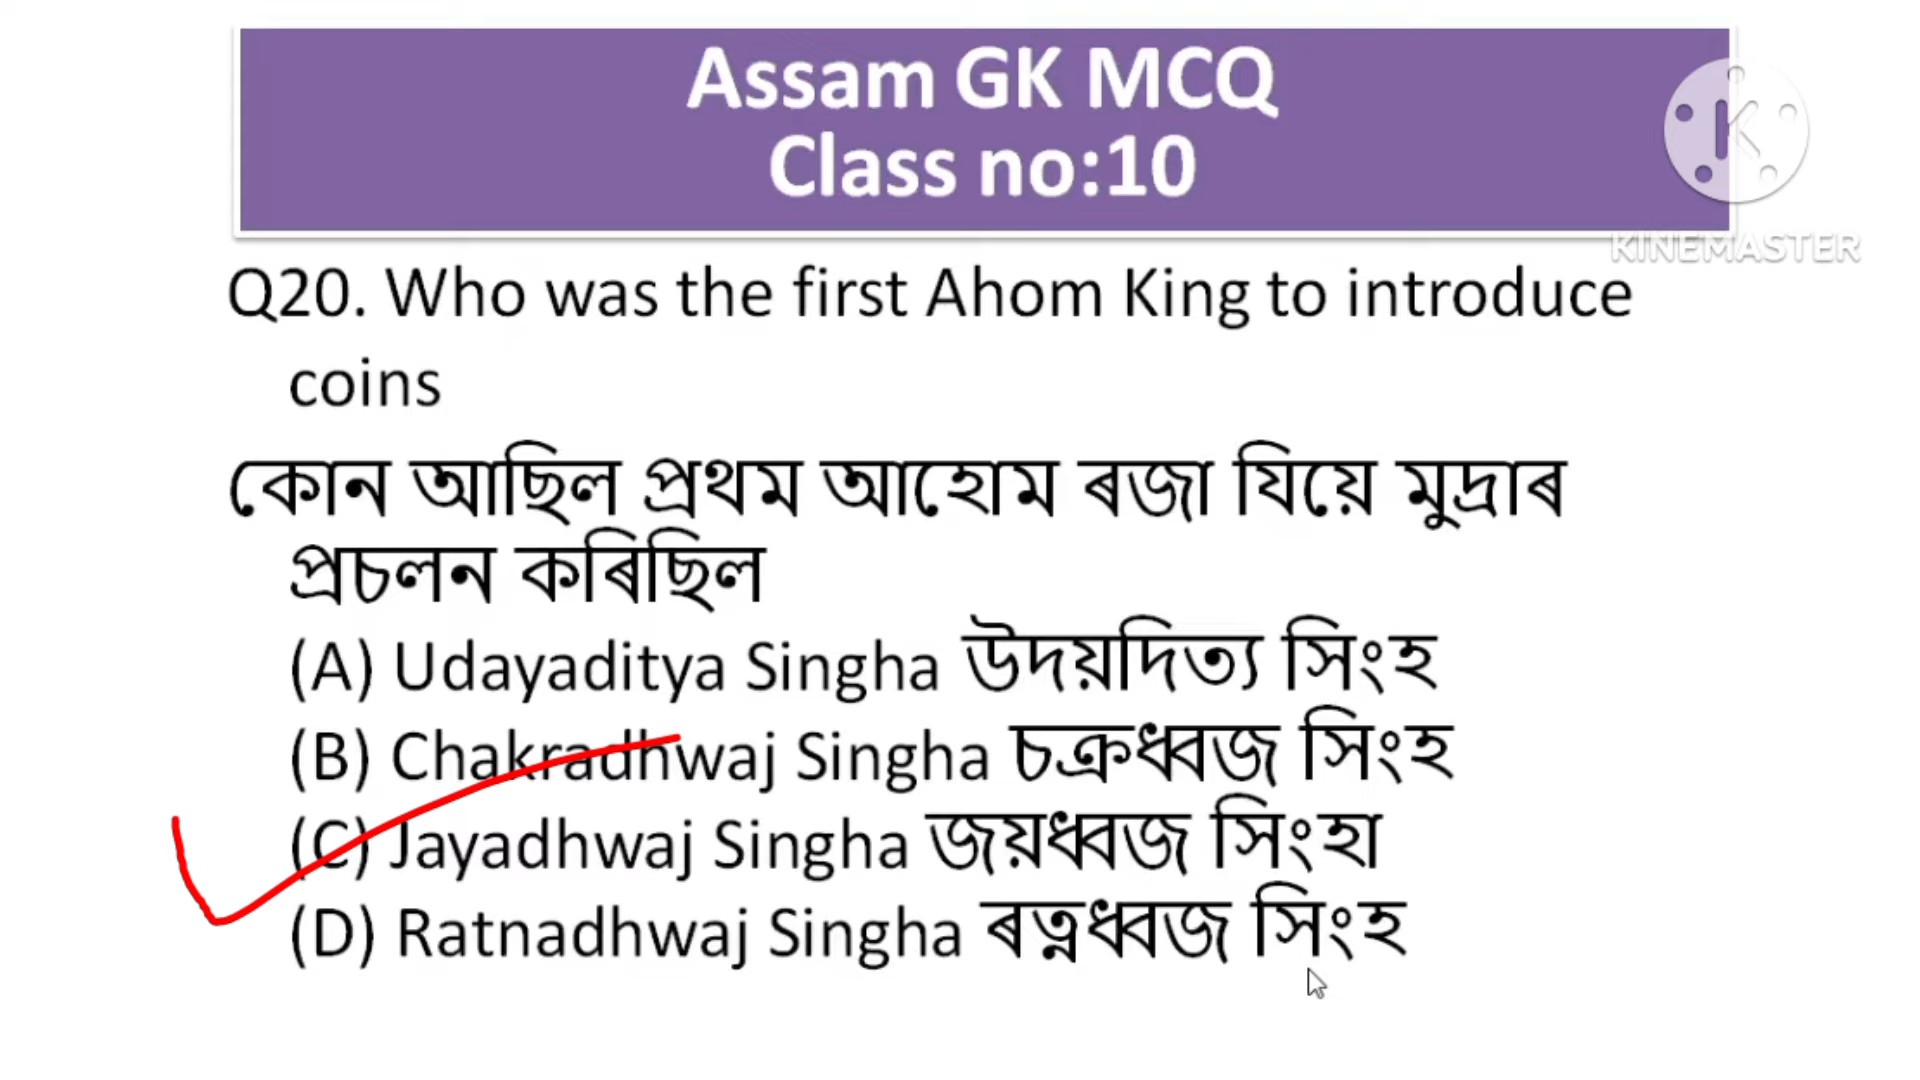 Assam GK MCQ
Class no:10
KINEMASTER
Q20. Who was the first Ahom King to introduce
coins
কোন আছিল প্ৰথম আহোম ৰজা যিয়ে মুদ্ৰাৰ
প্ৰচলন কৰিছিল
(A) Udayaditya Singha উদয়দিত্য সিংহ
(B) Chakradhwaj Singha চক্ৰধ্বজ সিংহ
(C) Jayadhwaj Singha জয়ধ্বজ সিংহা
(D) Ratnadhwaj Singha ৰত্নধ্বজ সিংহ